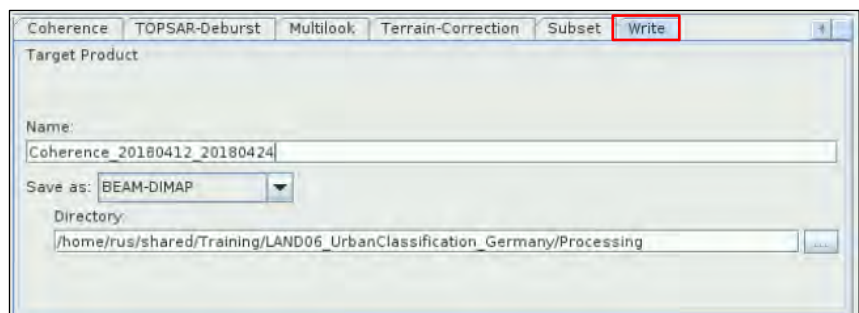 Coherence TOPSAR-Deburst Multilook Terrain-Correction Subset Write
Target Product
Name:
Coherence_20180412_20180424
Save as: BEAM-DIMAP
Directory:
/home/rus/shared/Training/LAND06_UrbanClassification_Germany/Processing
...